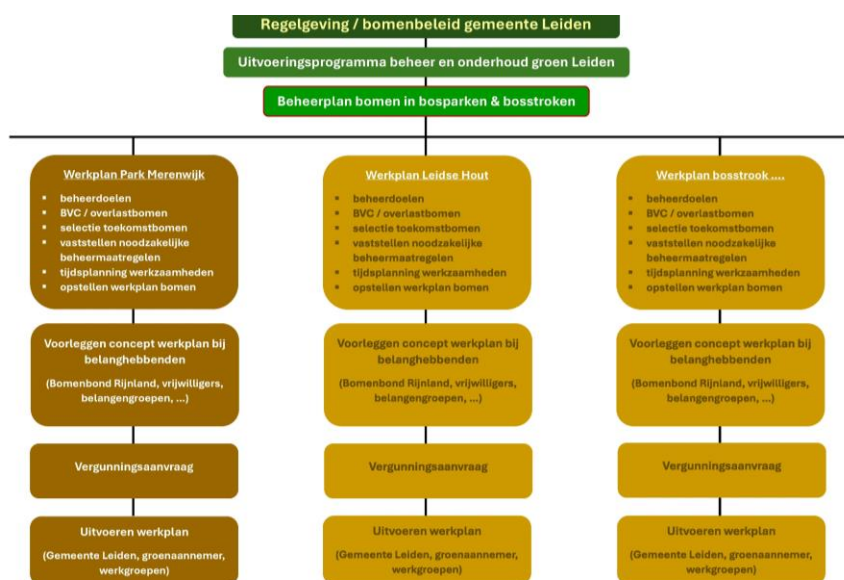 Regelgeving / bomenbeleid gemeente Leiden
Uitvoeringsprogramma beheer en onderhoud groen Leiden
Beheerplan bomen in bosparken & bosstroken
Werkplan Park Merenwijk
▪ beheerdoelen
▪ BVC / overlastbomen
▪ selectie toekomstbomen
▪ vaststellen noodzakelijke
beheermaatregelen
▪ tijdsplanning werkzaamheden
▪ opstellen werkplan bomen
Voorleggen concept werkplan bij
belanghebbenden
(Bomenbond Rijnland, vrijwilligers,
belangengroepen, ...)
Vergunningsaanvraag
Uitvoeren werkplan
(Gemeente Leiden, groenaannemer,
werkgroepen)
Werkplan Leidse Hout
▪ beheerdoelen
▪ BVC / overlastbomen
▪ selectie toekomstbomen
▪ vaststellen noodzakelijke
beheermaatregelen
▪ tijdsplanning werkzaamheden
▪ opstellen werkplan bomen
Voorleggen concept werkplan bij
belanghebbenden
(Bomenbond Rijnland, vrijwilligers,
belangengroepen, ...)
Vergunningsaanvraag
Uitvoeren werkplan
(Gemeente Leiden, groenaannemer,
werkgroepen)
Werkplan bosstrook ....
▪ beheerdoelen
▪ BVC / overlastbomen
▪ selectie toekomstbomen
▪ vaststellen noodzakelijke
beheermaatregelen
▪ tijdsplanning werkzaamheden
▪ opstellen werkplan bomen
Voorleggen concept werkplan bij
belanghebbenden
(Bomenbond Rijnland, vrijwilligers,
belangengroepen, ...)
Vergunningsaanvraag
Uitvoeren werkplan
(Gemeente Leiden, groenaannemer,
werkgroepen)